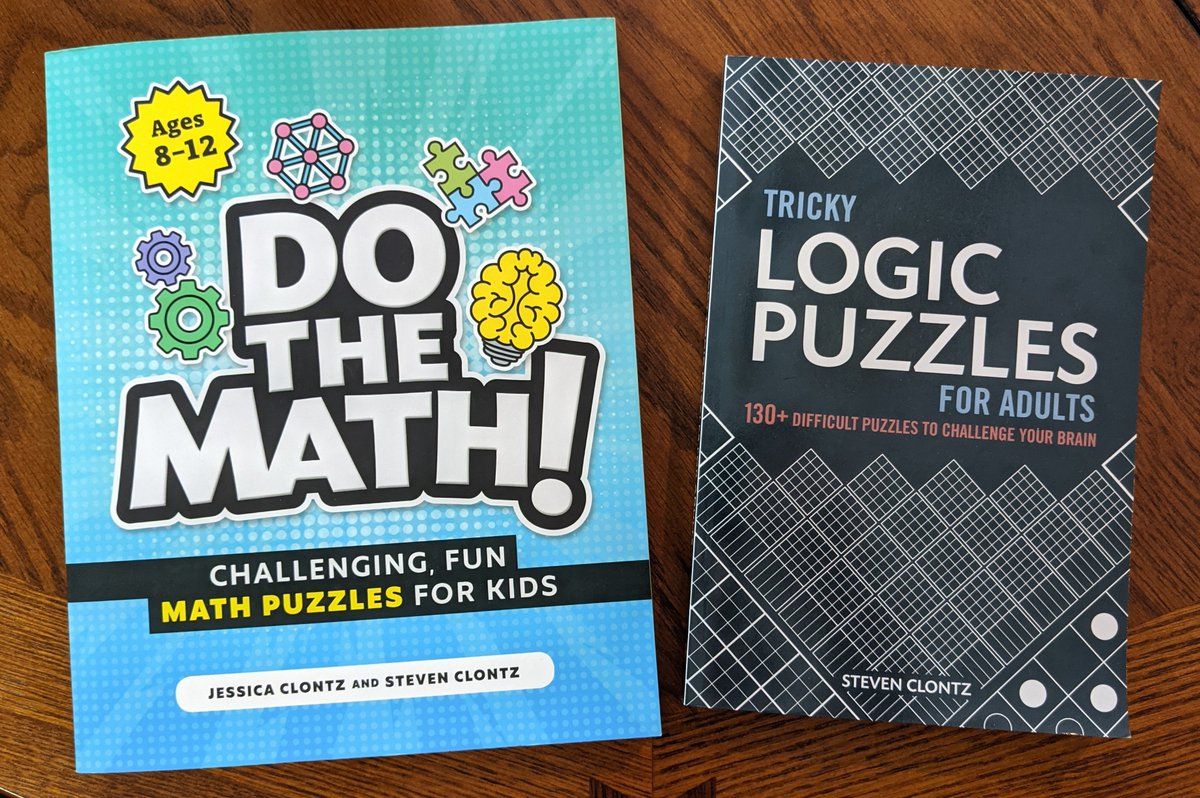 Ages
8–12
DO
THE
MATH!
CHALLENGING, FUN
MATH PUZZLES FOR KIDS
JESSICA CLONTZ AND STEVEN CLONTZ
TRICKY
LOGIC
PUZZLES
FOR ADULTS
130+ DIFFICULT PUZZLES TO CHALLENGE YOUR BRAIN
STEVEN CLONTZ